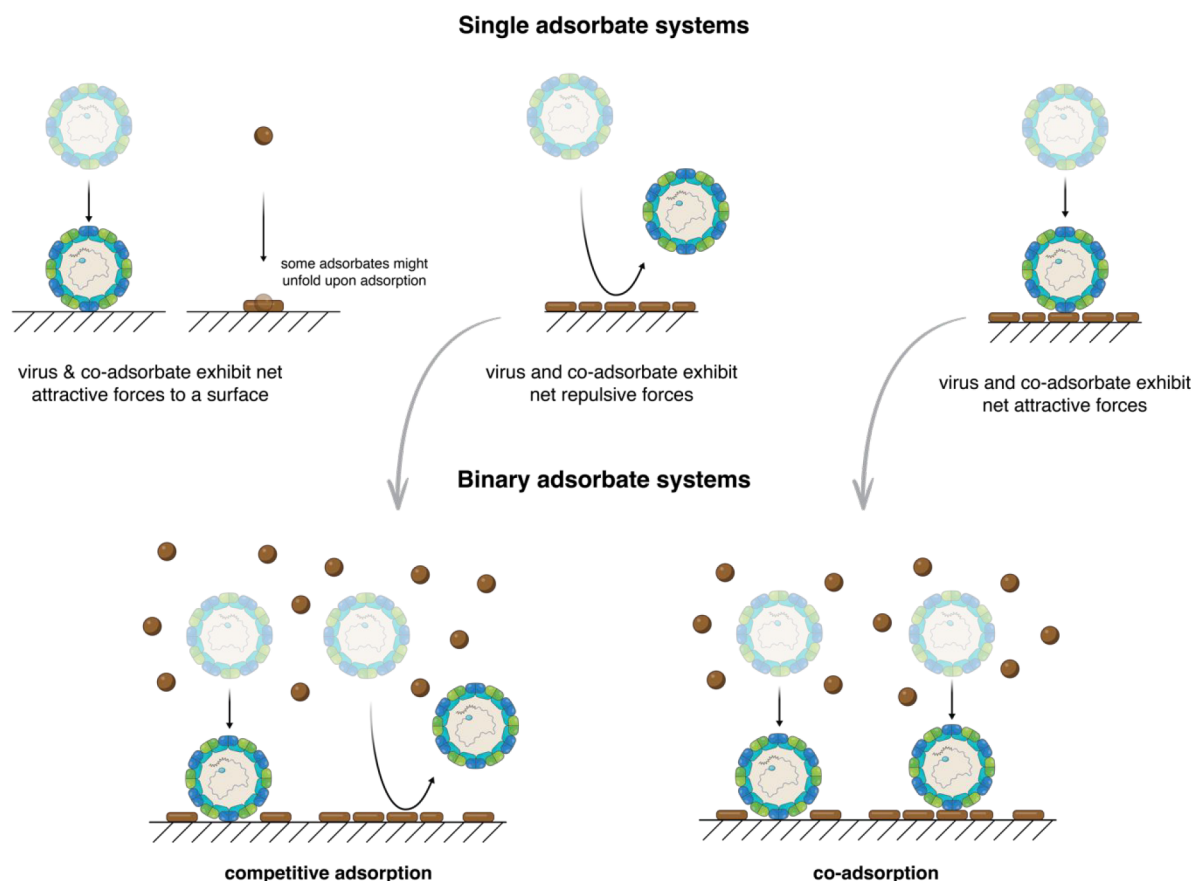 Single adsorbate systems
some adsorbates might
unfold upon adsorption
virus & co-adsorbate exhibit net
attractive forces to a surface
virus and co-adsorbate exhibit
net repulsive forces
virus and co-adsorbate exhibit
net attractive forces
Binary adsorbate systems
competitive adsorption
co-adsorption